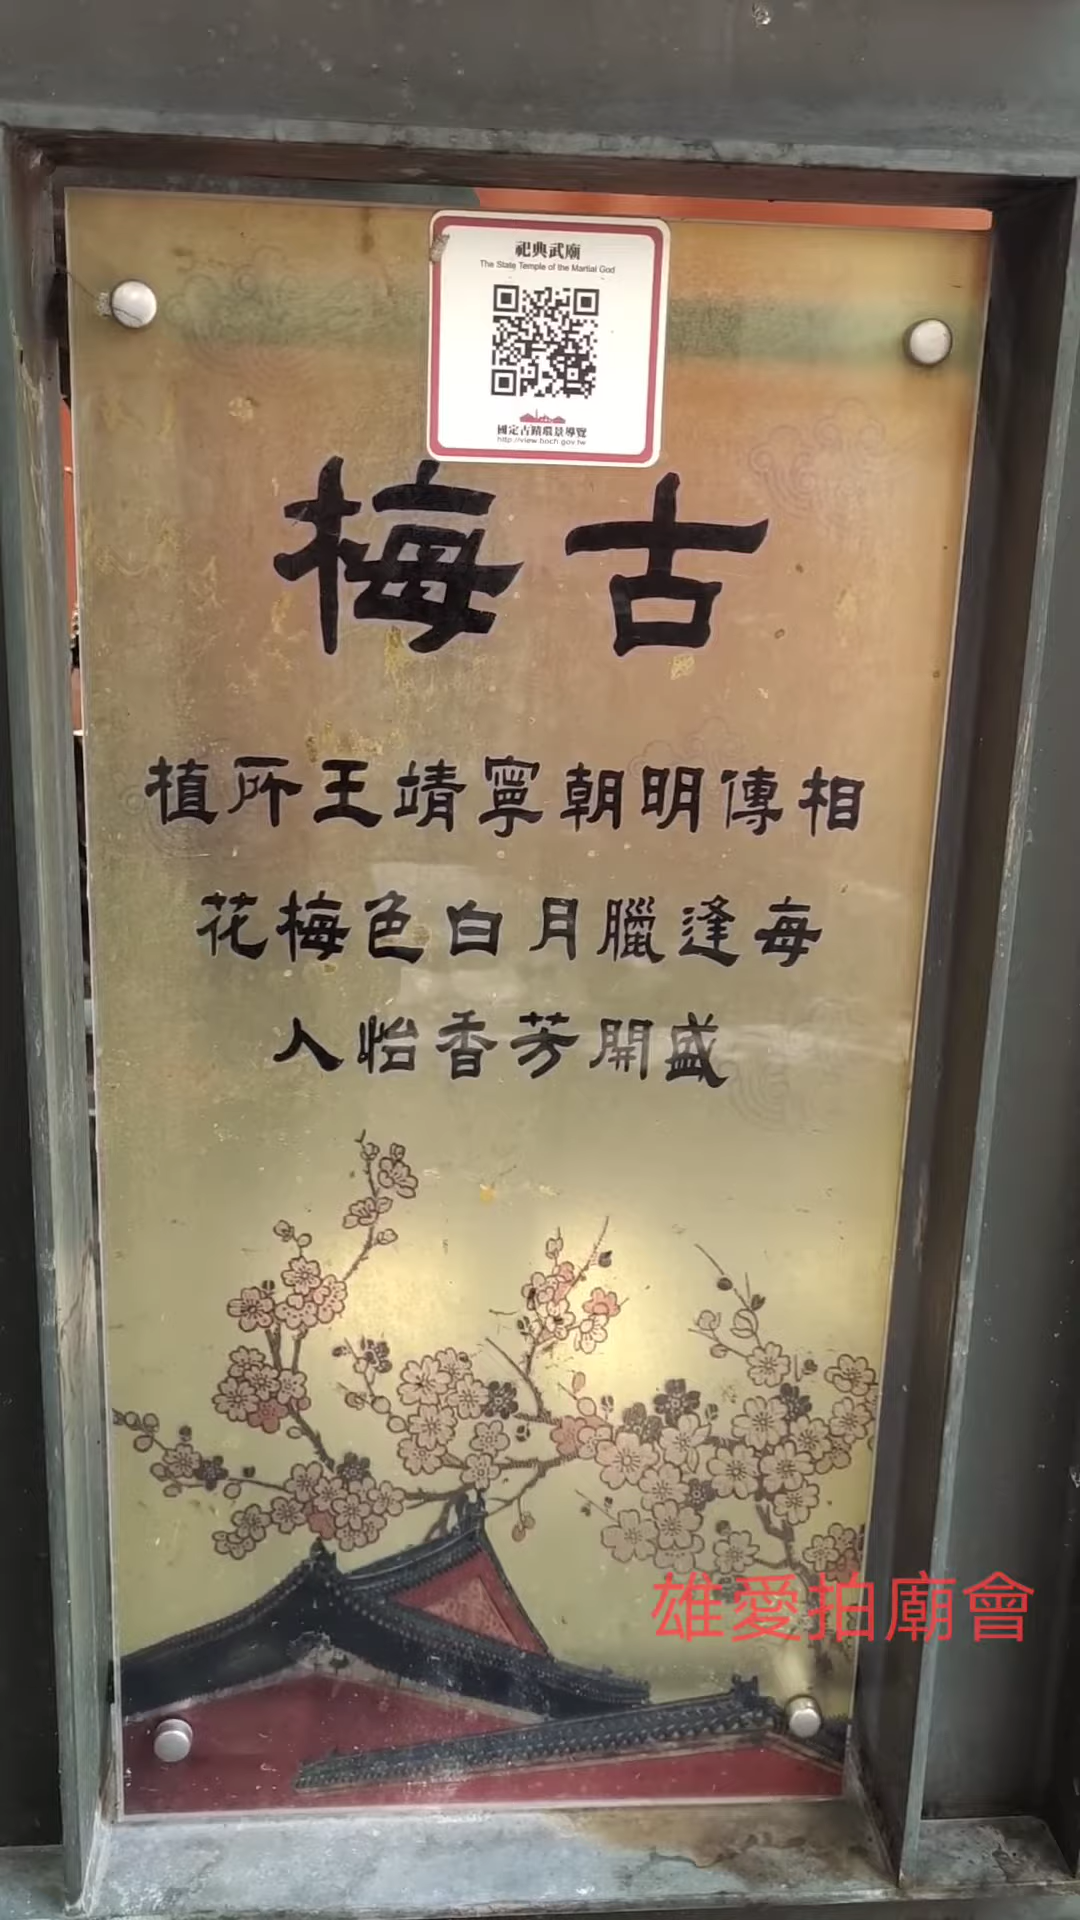 祀典武廟
The State Temple of the Martial God
國定古蹟環景導覽
http://view.boch.gov.tw
古梅
相傳明朝寧靖王所植
每逢臘月白色梅花
盛開芳香怡人
雄愛拍廟會